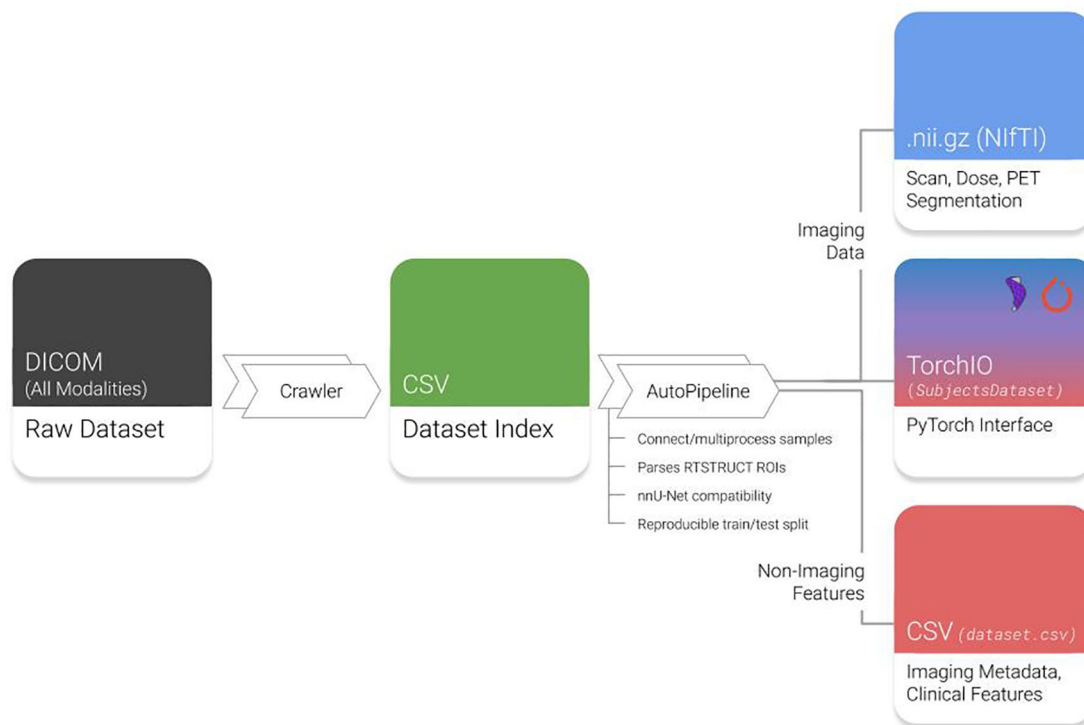 DICOM
(All Modalities)
Raw Dataset
Crawler
CSV
Dataset Index
AutoPipeline
Connect/multiprocess samples
Parses RTSTRUCT ROIs
nnU-Net compatibility
Reproducible train/test split
Imaging
Data
Non-Imaging
Features
.nii.gz (NIfTI)
Scan, Dose, PET
Segmentation
TorchIO
(SubjectsDataset)
PyTorch Interface
CSV (dataset.csv)
Imaging Metadata,
Clinical Features